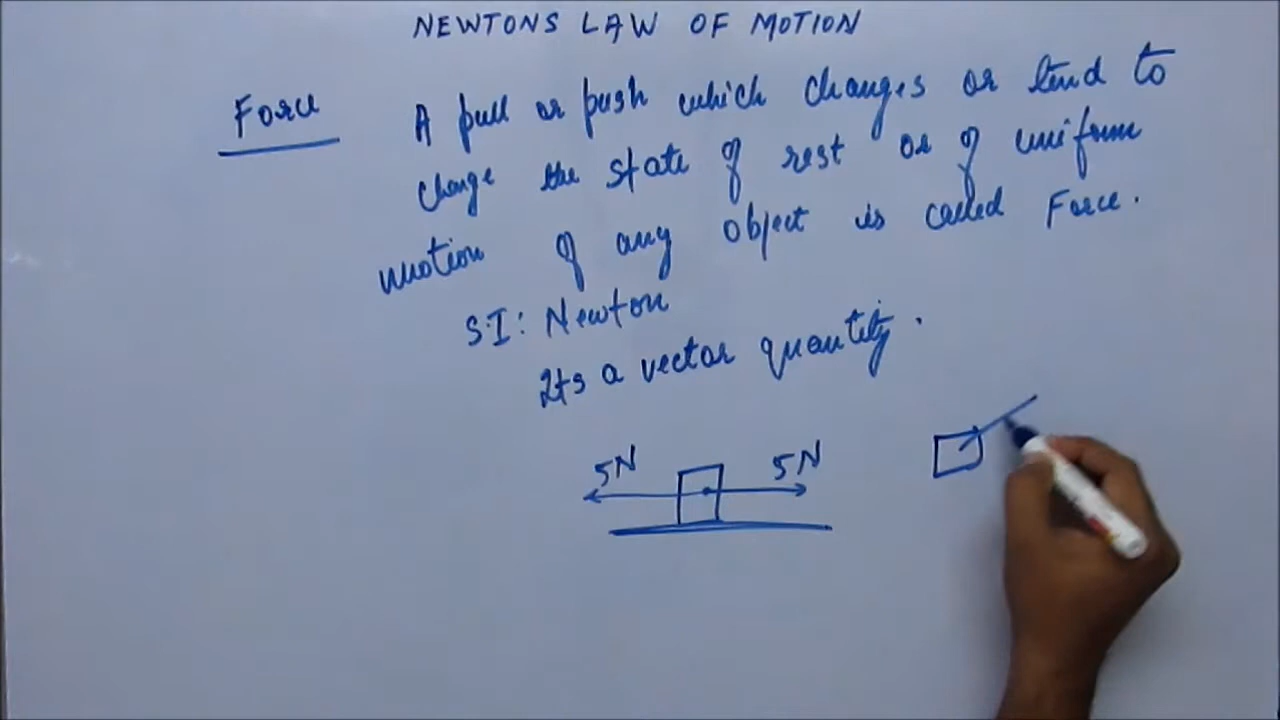 NEWTONS LAW OF MOTION
Force
A pull or push which changes or tend to
change the state of rest or of uniform
motion of any object is called Force.
S.I: Newton
Its a vector quantity.
5N 5N